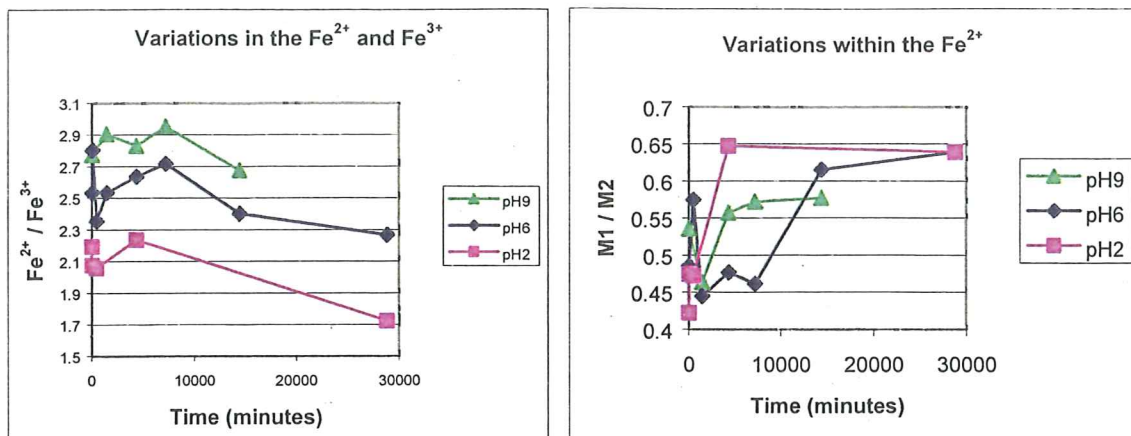 Variations in the Fe²⁺ and Fe³⁺
Fe²⁺ / Fe³⁺
3.1
2.9
2.7
2.5
2.3
2.1
1.9
1.7
1.5
0 10000 20000 30000
Time (minutes)
pH9
pH6
pH2
Variations within the Fe²⁺
M1 / M2
0.7
0.65
0.6
0.55
0.5
0.45
0.4
0 10000 20000 30000
Time (minutes)
pH9
pH6
pH2